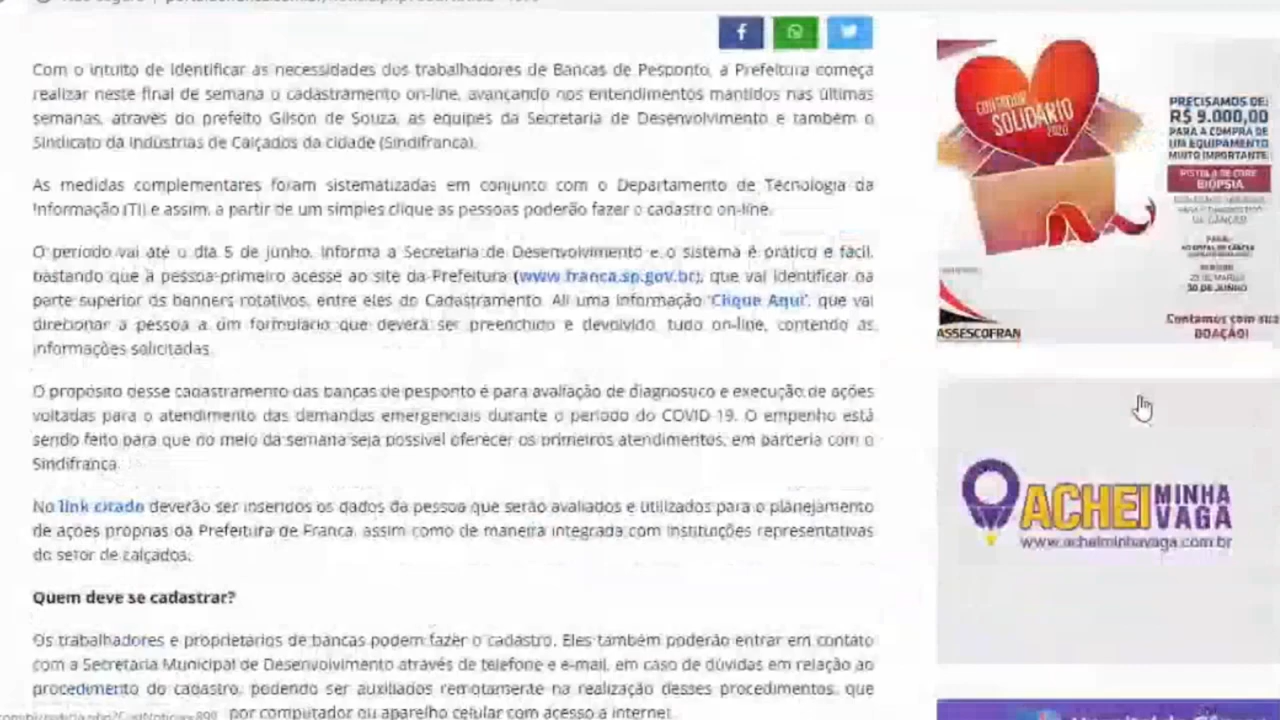 Com o intuito de identificar as necessidades dos trabalhadores de Bancas de Pesponto, a Prefeitura começa
realizar neste final de semana o cadastramento on-line, avançando nos entendimentos mantidos nas últimas
semanas, através do prefeito Gilson de Souza, as equipes da Secretaria de Desenvolvimento e também o
Sindicato da Indústrias de Calçados da cidade (Sindifranca).
As medidas complementares foram sistematizadas em conjunto com o Departamento de Tecnologia da
Informação (TI) e assim, a partir de um simples clique as pessoas poderão fazer o cadastro on-line.
O período vai até o dia 5 de junho, informa a Secretaria de Desenvolvimento e o sistema é prático e fácil,
bastando que a pessoa primeiro acesse ao site da Prefeitura (www.franca.sp.gov.br), que vai identificar na
parte superior os banners rotativos, entre eles do Cadastramento. Ali uma informação 'Clique Aqui', que vai
direcionar a pessoa a um formulário que deverá ser preenchido e devolvido, tudo on-line, contendo as
informações solicitadas.
O propósito desse cadastramento das bancas de pesponto é para avaliação de diagnóstico e execução de ações
voltadas para o atendimento das demandas emergenciais durante o período do COVID-19. O empenho está
sendo feito para que no meio da semana seja possível oferecer os primeiros atendimentos, em parceria com o
Sindifranca.
No link citado deverão ser inseridos os dados da pessoa que serão avaliados e utilizados para o planejamento
de ações próprias da Prefeitura de Franca, assim como de maneira integrada com instituições representativas
do setor de calçados.
Quem deve se cadastrar?
Os trabalhadores e proprietários de bancas podem fazer o cadastro. Eles também poderão entrar em contato
com a Secretaria Municipal de Desenvolvimento através de telefone e e-mail, em caso de dúvidas em relação ao
procedimento do cadastro, podendo ser auxiliados remotamente na realização desses procedimentos, que
por computador ou aparelho celular com acesso à internet.
CONTADOR
SOLIDÁRIO
2020
PRECISAMOS DE:
R$ 9.000,00
PARA A COMPRA DE
UM EQUIPAMENTO
MUITO IMPORTANTE:
PISTOLA DE CORE
BIÓPSIA
30 DE JUNHO
Contamos com sua
DOAÇÃO!
ASSESCOFRAN
ACHEI MINHA
VAGA
www.acheiminhavaga.com.br